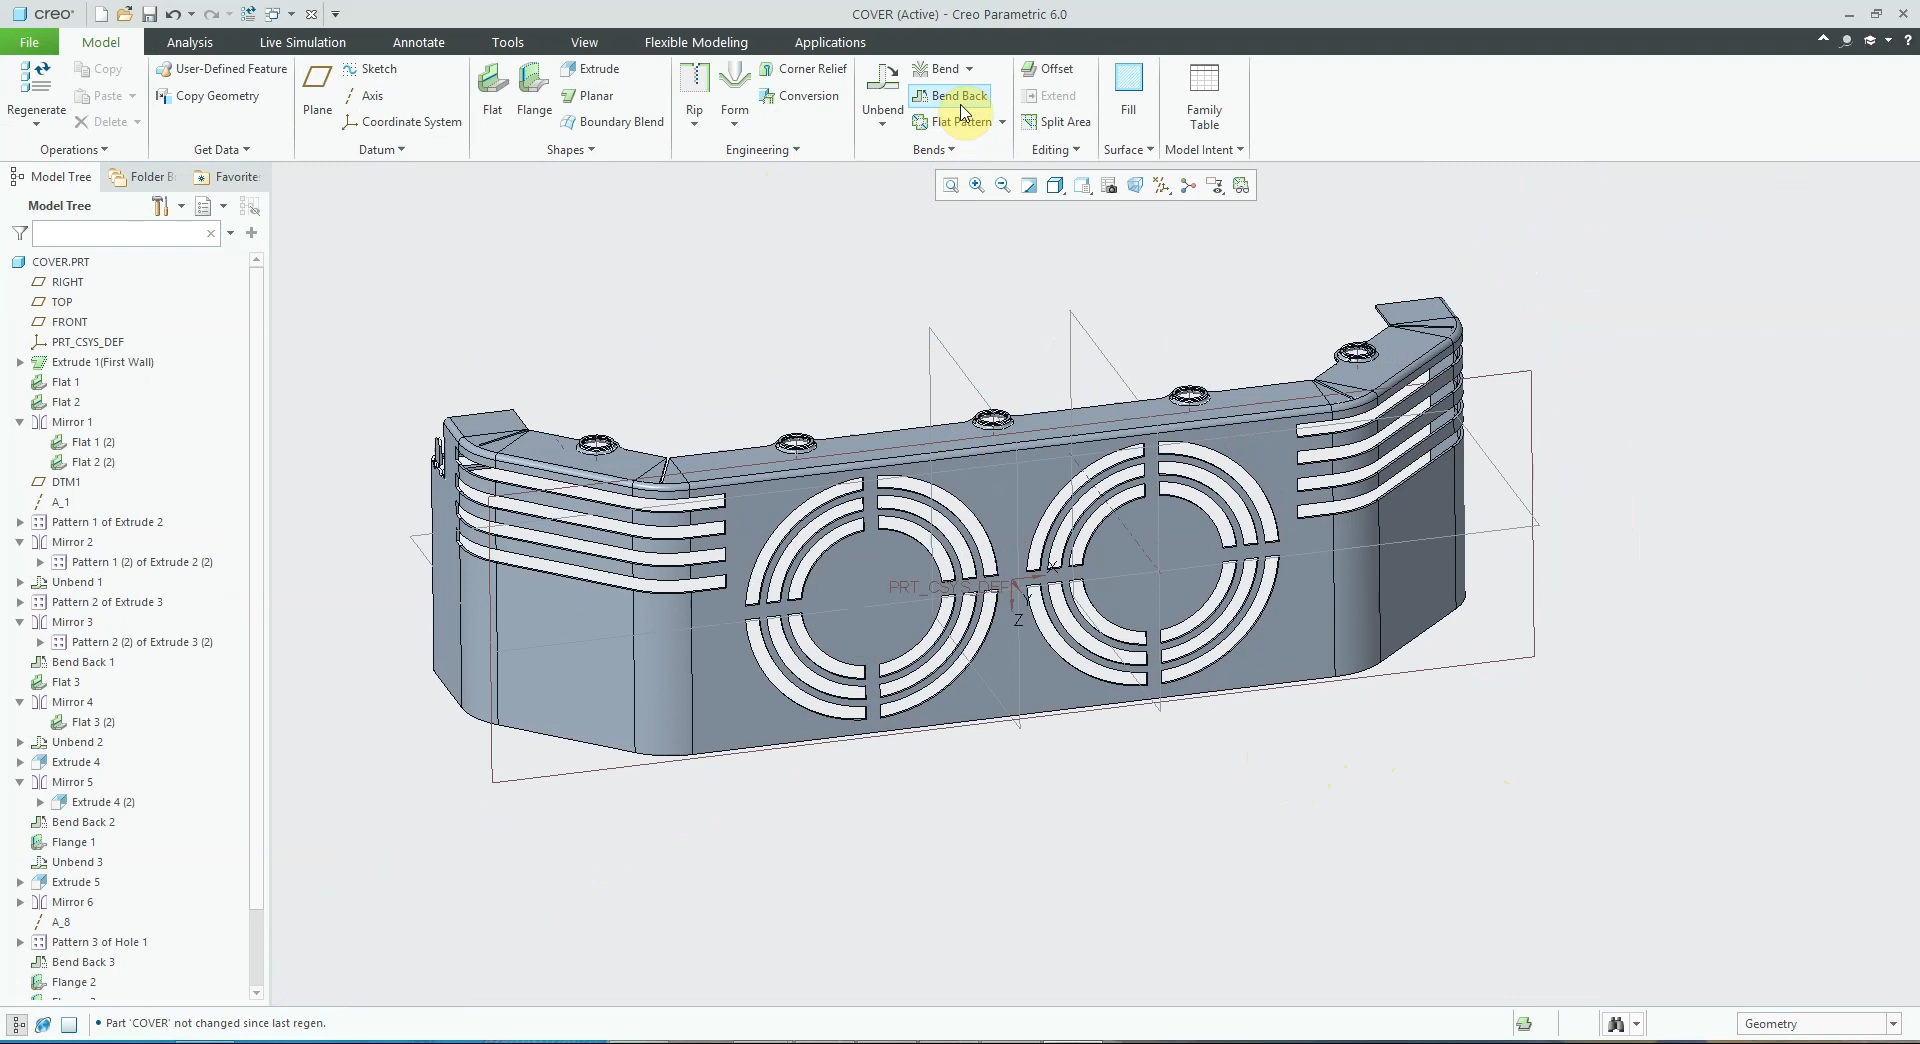 creo
COVER (Active) - Creo Parametric 6.0
File
Model
Analysis
Live Simulation
Annotate
Tools
View
Flexible Modeling
Applications
Regenerate
Copy
Paste
Delete
Operations
User-Defined Feature
Copy Geometry
Get Data
Plane
Sketch
Axis
Coordinate System
Datum
Flat
Flange
Extrude
Planar
Boundary Blend
Shapes
Rip
Form
Corner Relief
Conversion
Engineering
Unbend
Bend
Bend Back
Flat Pattern
Bends
Offset
Extend
Split Area
Editing
Fill
Surface
Family
Table
Model Intent
Model Tree
Folder B
Favorite
Model Tree
COVER.PRT
RIGHT
TOP
FRONT
PRT_CSYS_DEF
Extrude 1(First Wall)
Flat 1
Flat 2
Mirror 1
Flat 1 (2)
Flat 2 (2)
DTM1
A_1
Pattern 1 of Extrude 2
Mirror 2
Pattern 1 (2) of Extrude 2 (2)
Unbend 1
Pattern 2 of Extrude 3
Mirror 3
Pattern 2 (2) of Extrude 3 (2)
Bend Back 1
Flat 3
Mirror 4
Flat 3 (2)
Unbend 2
Extrude 4
Mirror 5
Extrude 4 (2)
Bend Back 2
Flange 1
Unbend 3
Extrude 5
Mirror 6
A_8
Pattern 3 of Hole 1
Bend Back 3
Flange 2
PRT_CSYS_DEF
X
Y
Z
Part 'COVER' not changed since last regen.
Geometry